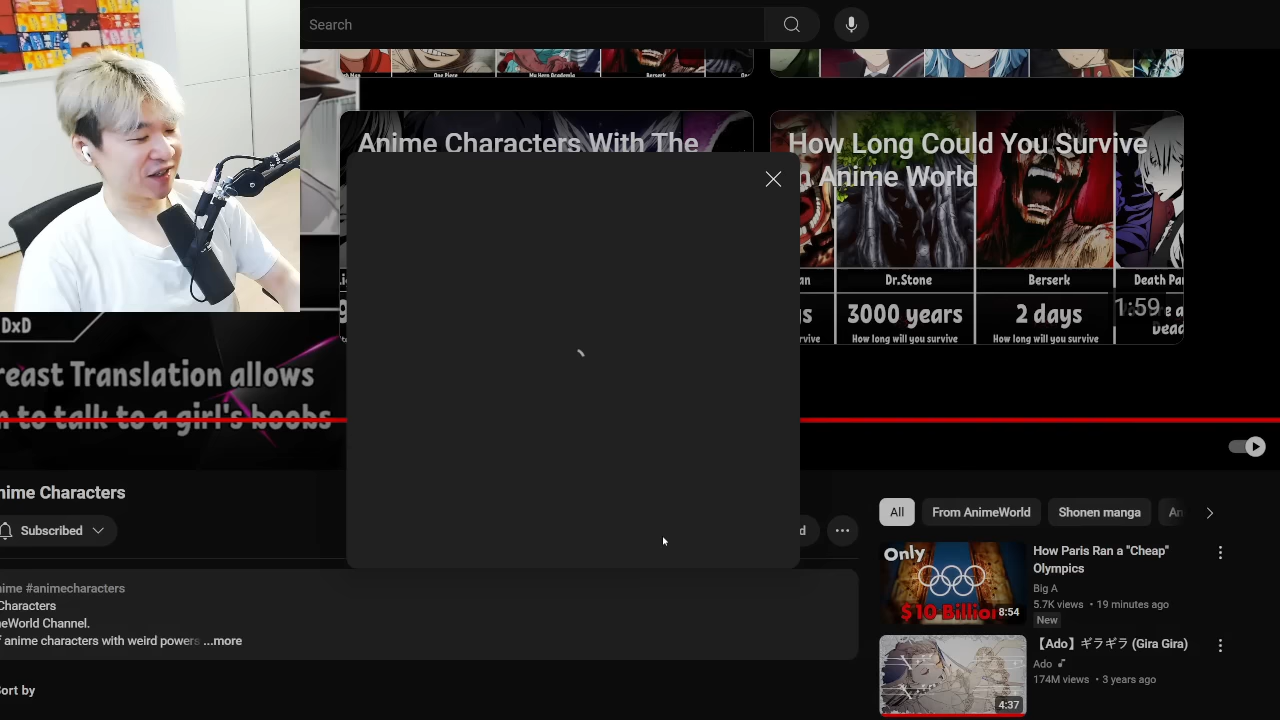 Search
One Piece
My Hero Academia
Berserk
Anime Characters With The
How Long Could You Survive
Anime World
Dr.Stone
Berserk
3000 years
2 days
1:59
How long will you survive
How long will you survive
DxD
allows
Translation
to talk to a girl's boobs
nime Characters
Subscribed
All
From AnimeWorld
Shonen manga
nime #animecharacters
Characters
neWorld Channel.
f anime characters with weird powers ...more
Sort by
Only
$10 Billion
8:54
How Paris Ran a "Cheap"
Olympics
Big A
5.7K views • 19 minutes ago
New
【Ado】ギラギラ (Gira Gira)
Ado
174M views • 3 years ago
4:37